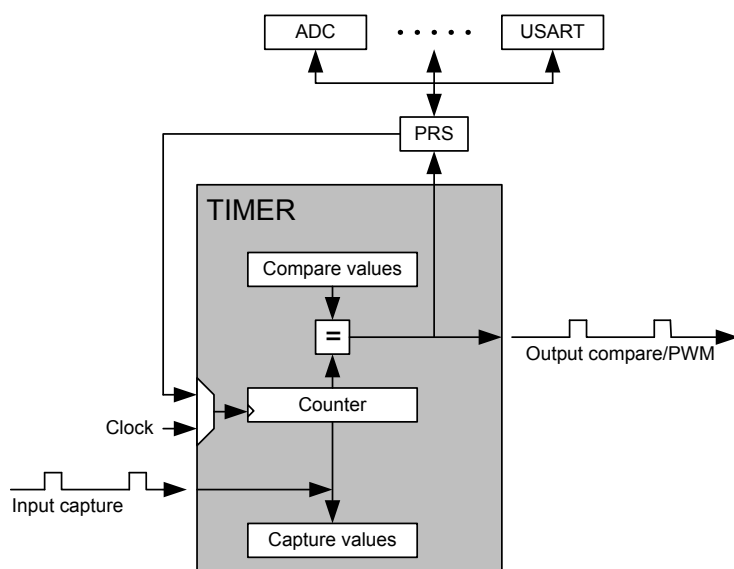 ADC
. . . . .
USART
PRS
TIMER
Compare values
=
Output compare/PWM
Counter
Clock
Input capture
Capture values